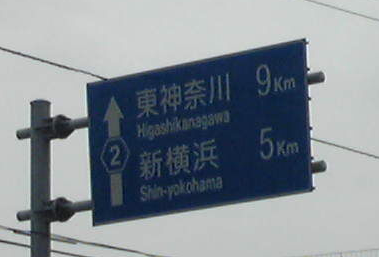 東神奈川 9Km
Higashikanagawa
2
新横浜 5Km
Shin-yokohama